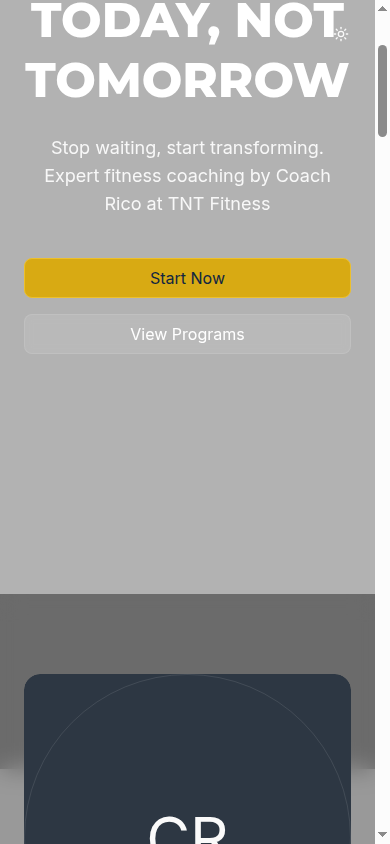 TODAY, NOT
TOMORROW
Stop waiting, start transforming.
Expert fitness coaching by Coach
Rico at TNT Fitness
Start Now
View Programs
CR